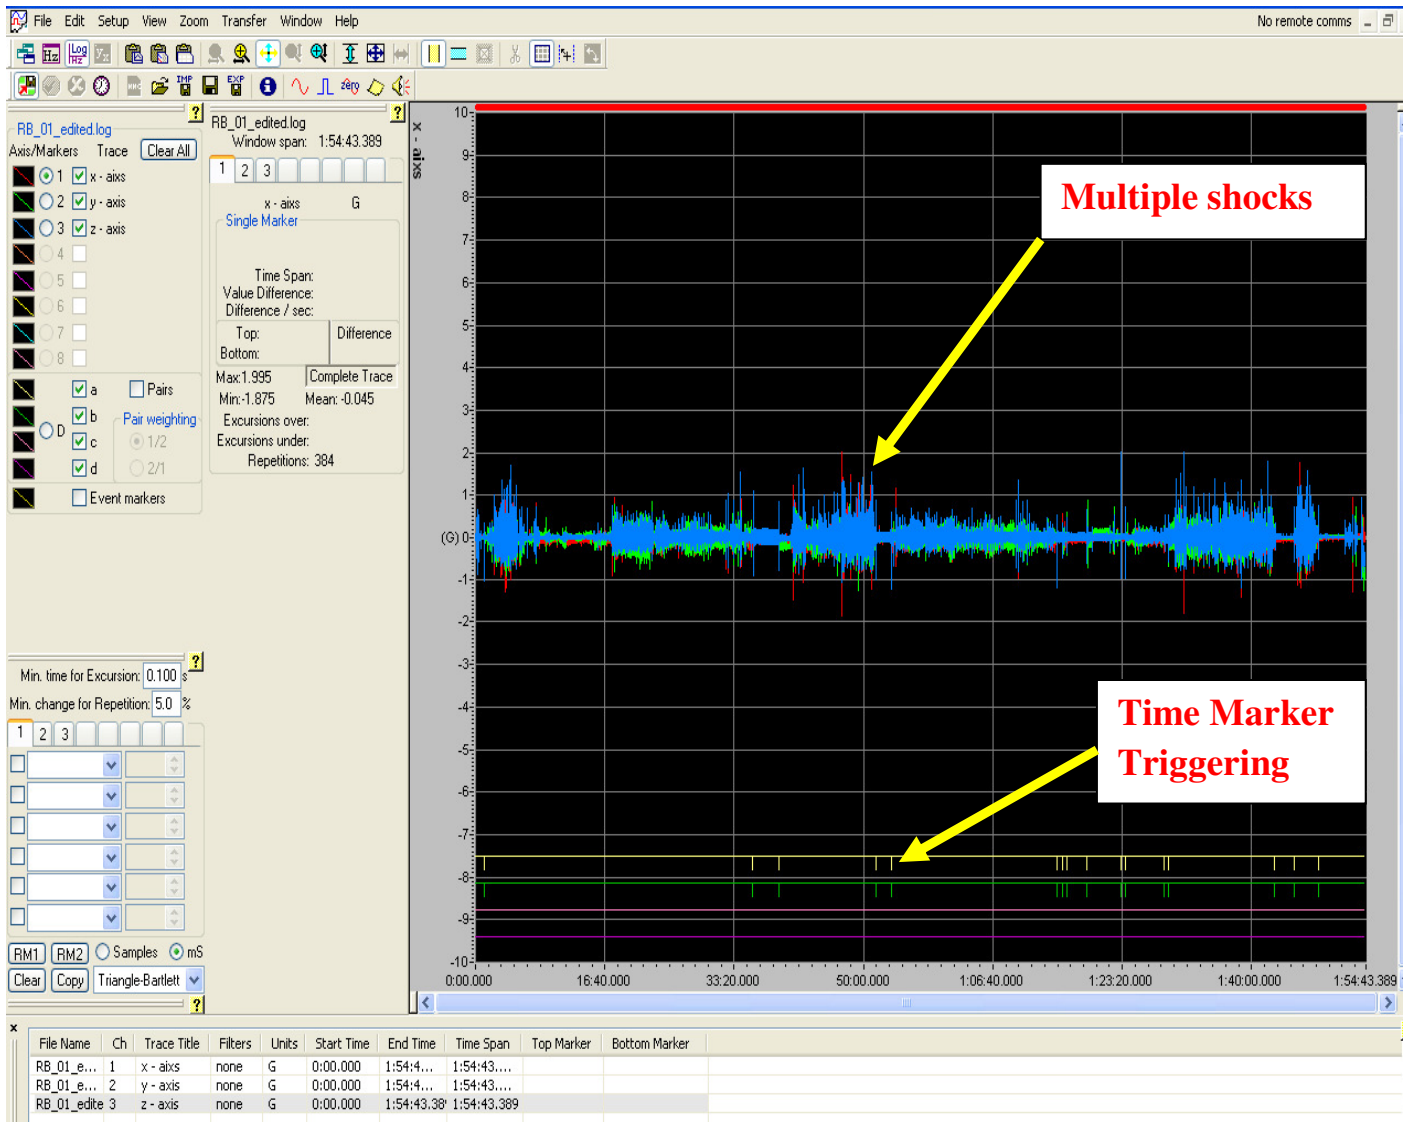 File Edit Setup View Zoom Transfer Window Help
No remote comms
Hz Log Hz
IMP EXP zero
RB_01_edited.log
Axis/Markers Trace Clear All
1 x - aixs
2 y - axis
3 z - axis
4
5
6
7
8
a Pairs
b Pair weighting
D
c 1/2
d 2/1
Event markers
?
RB_01_edited.log
Window span: 1:54:43.389
1 2 3
x - aixs G
Single Marker
Time Span:
Value Difference:
Difference / sec:
Top: Difference
Bottom:
Max:1.995 Complete Trace
Min:-1.875 Mean: -0.045
Excursions over:
Excursions under:
Repetitions: 384
?
Min. time for Excursion: 0.100 s
Min. change for Repetition: 5.0 %
1 2 3
RM1 RM2 Samples mS
Clear Copy Triangle-Bartlett
?
x - aixs
10
9
8
7
6
5
4
3
2
1
(G) 0
-1
-2
-3
-4
-5
-6
-7
-8
-9
-10
Multiple shocks
Time Marker
Triggering
0:00.000 16:40.000 33:20.000 50:00.000 1:06:40.000 1:23:20.000 1:40:00.000 1:54:43.389
File Name Ch Trace Title Filters Units Start Time End Time Time Span Top Marker Bottom Marker
RB_01_e... 1 x - aixs none G 0:00.000 1:54:4... 1:54:43....
RB_01_e... 2 y - axis none G 0:00.000 1:54:4... 1:54:43....
RB_01_edite 3 z - axis none G 0:00.000 1:54:43.38 1:54:43.389